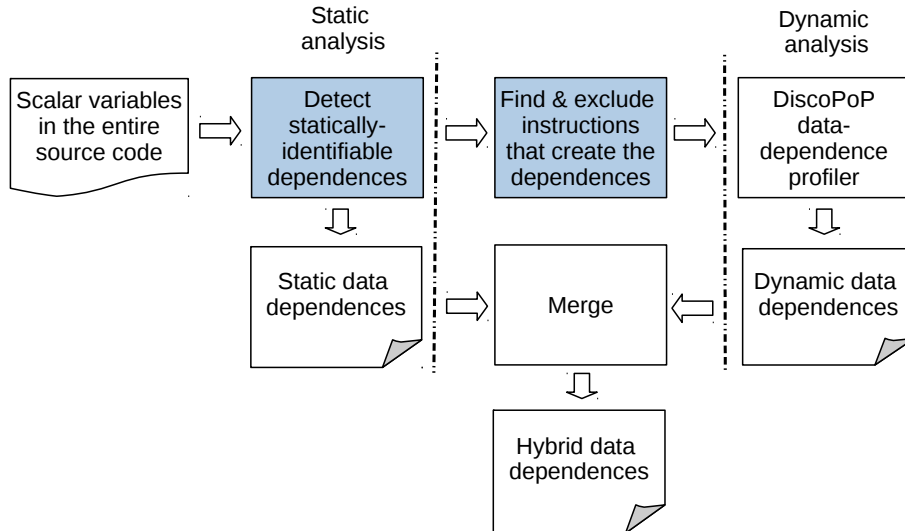 Static
analysis
Dynamic
analysis
Scalar variables
in the entire
source code
Detect
statically-
identifiable
dependences
Find & exclude
instructions
that create the
dependences
DiscoPoP
data-
dependence
profiler
Static data
dependences
Merge
Dynamic data
dependences
Hybrid data
dependences